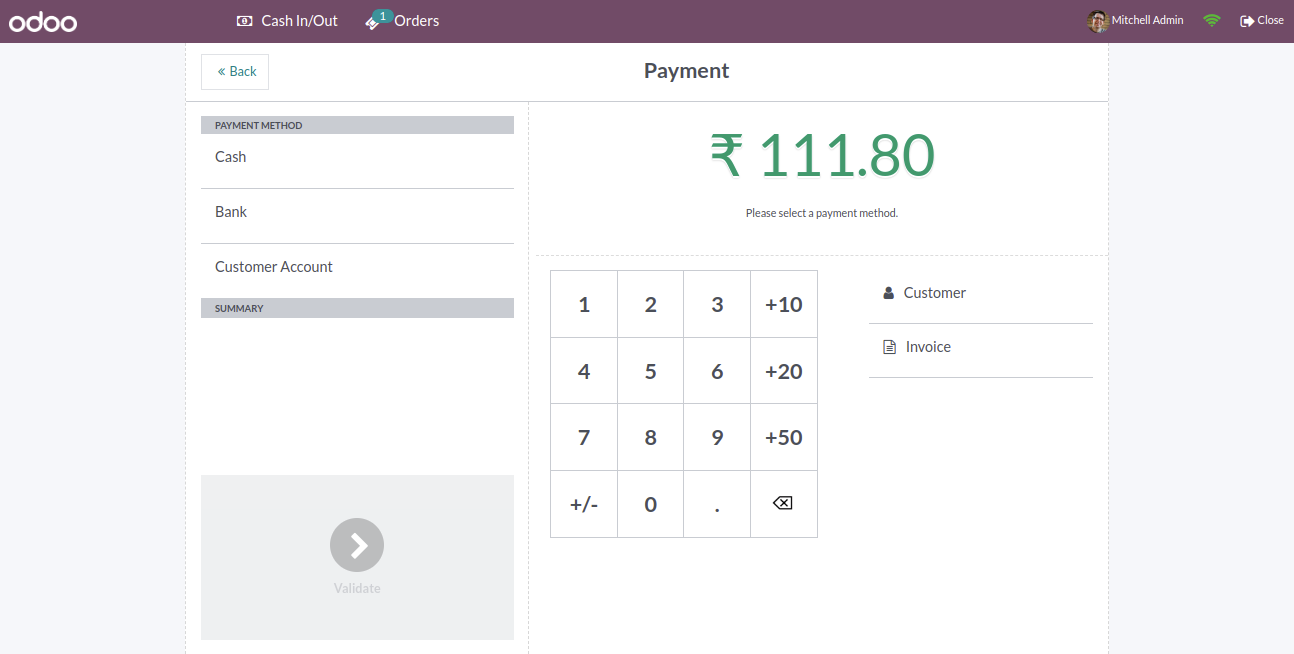 odoo
Cash In/Out
1
Orders
Mitchell Admin
Close
« Back
Payment
PAYMENT METHOD
Cash
Bank
Customer Account
SUMMARY
Validate
₹ 111.80
Please select a payment method.
1 2 3 +10
4 5 6 +20
7 8 9 +50
+/- 0 .
Customer
Invoice